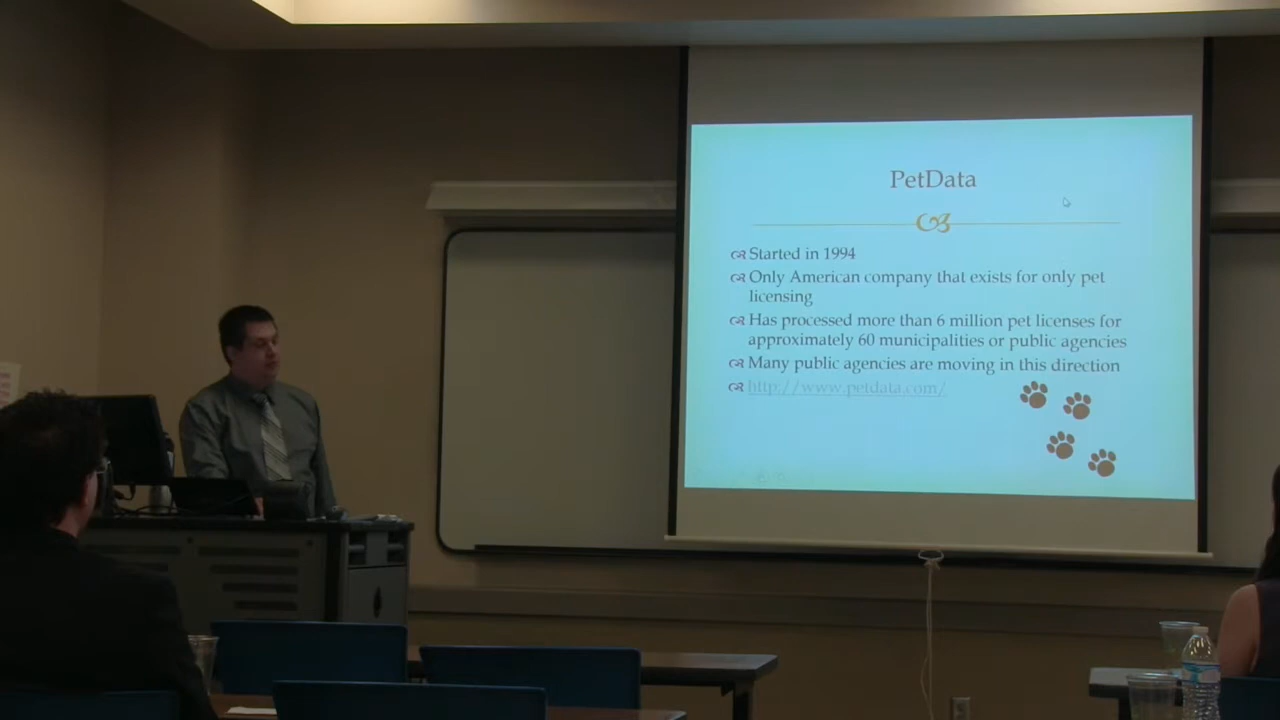 PetData
Started in 1994
Only American company that exists for only pet
licensing
Has processed more than 6 million pet licenses for
approximately 60 municipalities or public agencies
Many public agencies are moving in this direction
http://www.petdata.com/